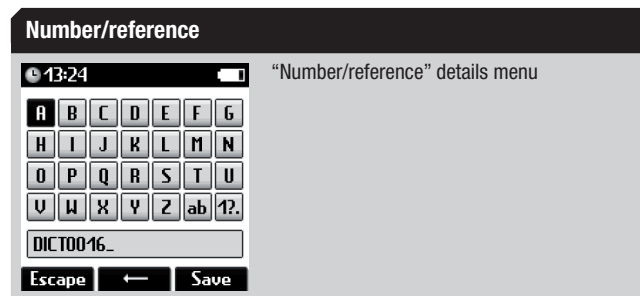 Number/reference
13:24
"Number/reference" details menu
A B C D E F G
H I J K L M N
O P Q R S T U
V W X Y Z ab 1?.
DICT0016_
Escape ← Save